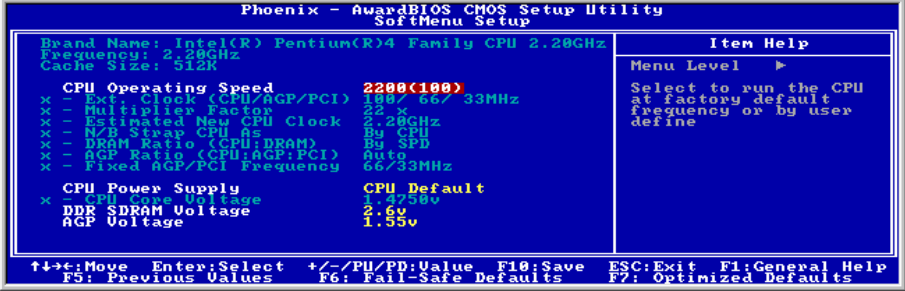 Phoenix - AwardBIOS CMOS Setup Utility
SoftMenu Setup
Brand Name: Intel(R) Pentium(R)4 Family CPU 2.20GHz
Frequency: 2.20GHz
Cache Size: 512K
CPU Operating Speed 2200(100)
x - Ext. Clock (CPU/AGP/PCI) 100/ 66/ 33MHz
x - Multiplier Factor 22
x - Estimated New CPU Clock 2.20GHz
x - N/B Strap CPU As By CPU
x - DRAM Ratio (CPU:DRAM) By SPD
x - AGP Ratio (CPU:AGP:PCI) Auto
x - Fixed AGP/PCI Frequency 66/33MHz
CPU Power Supply CPU Default
x - CPU Core Voltage 1.4750v
DDR SDRAM Voltage 2.6v
AGP Voltage 1.55v
Item Help
Menu Level ►
Select to run the CPU
at factory default
frequency or by user
define
↑↓→←:Move Enter:Select +/-/PU/PD:Value F10:Save ESC:Exit F1:General Help
F5: Previous Values F6: Fail-Safe Defaults F7: Optimized Defaults